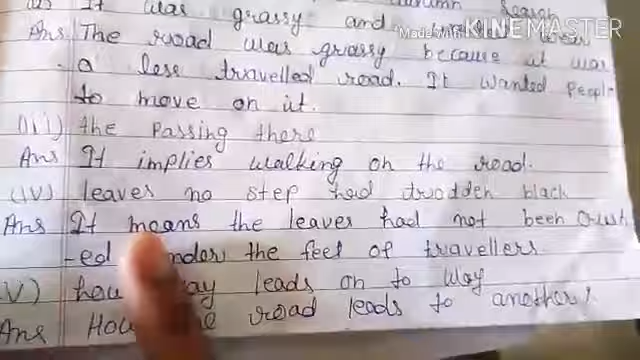 It was grassy and wear
Made with KINEMASTER
Ans The road was grassy because it was
a less travelled road. It wanted people
to move on it.
(iii) the passing there
Ans It implies walking on the road.
(iv) leaves no step had trodden black
Ans It means the leaves had not been crush
-ed under the feet of travellers
v) how way leads on to way
Ans How one road leads to another.